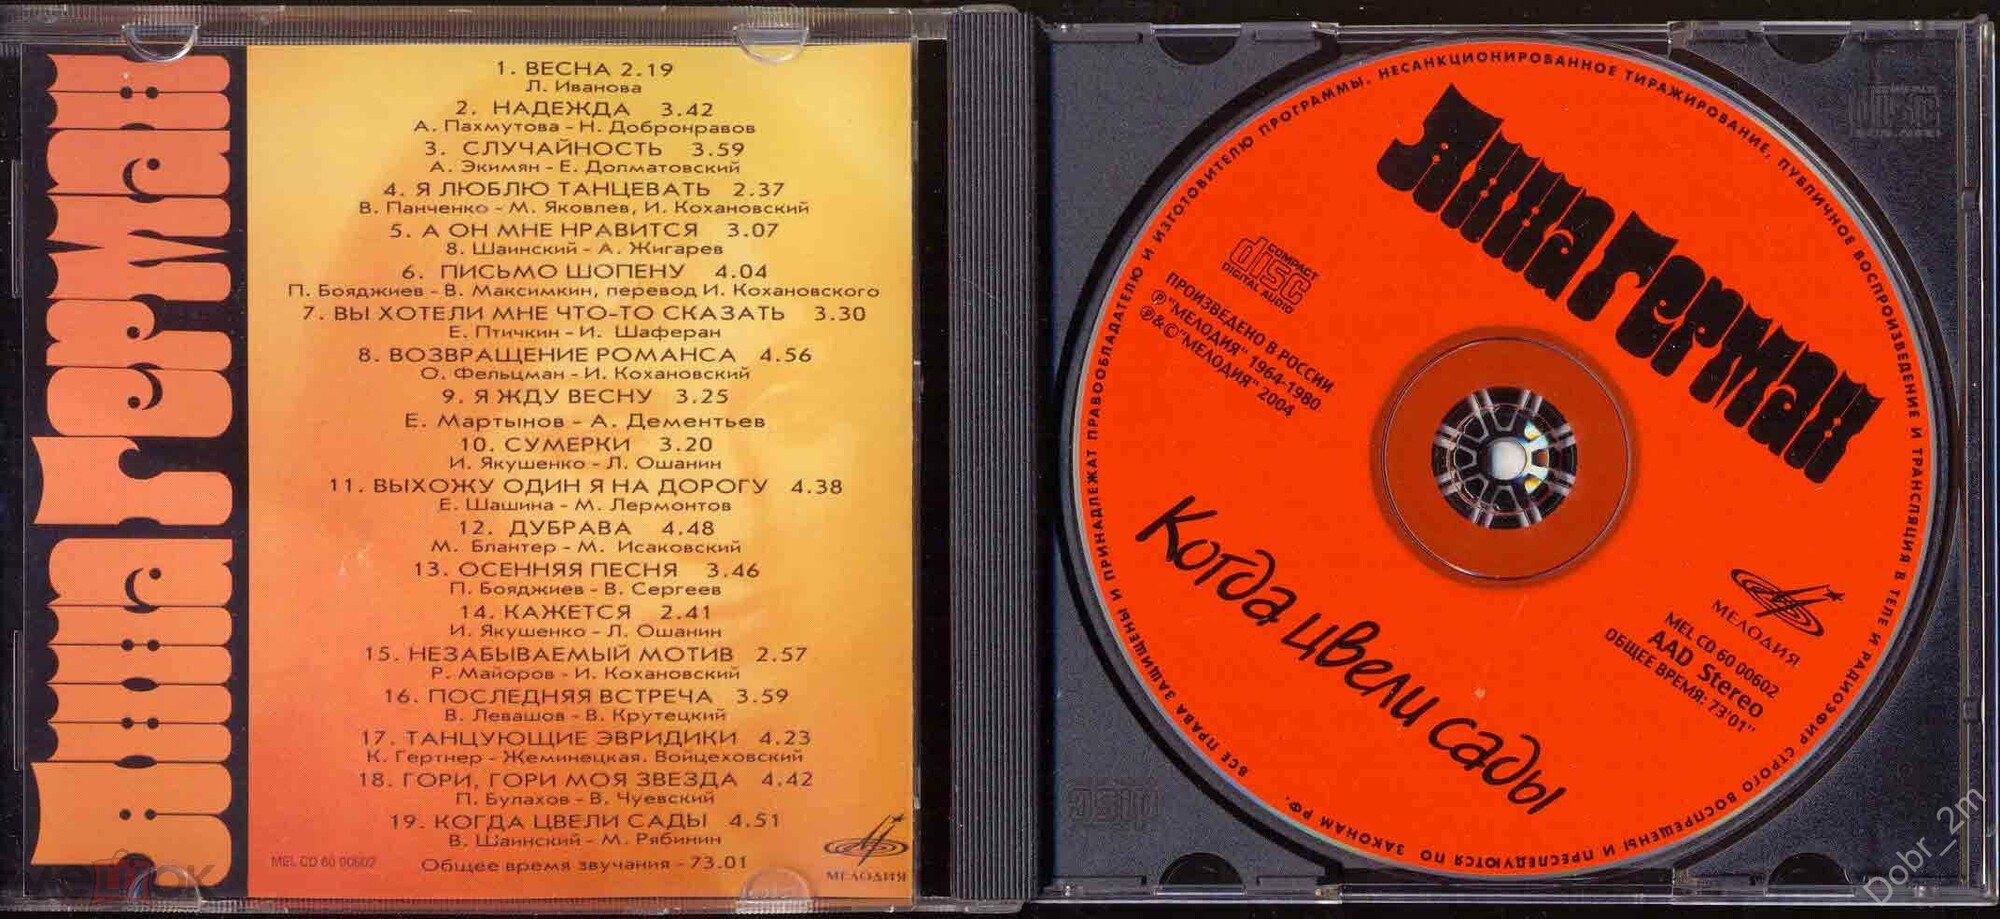 Анна Герман
1. ВЕСНА 2.19
Л. Иванова
2. НАДЕЖДА 3.42
А. Пахмутова - Н. Добронравов
3. СЛУЧАЙНОСТЬ 3.59
А. Экимян - Е. Долматовский
4. Я ЛЮБЛЮ ТАНЦЕВАТЬ 2.37
В. Панченко - М. Яковлев, И. Кохановский
5. А ОН МНЕ НРАВИТСЯ 3.07
В. Шаинский - А. Жигарев
6. ПИСЬМО ШОПЕНУ 4.04
П. Бояджиев - В. Максимкин, перевод И. Кохановского
7. ВЫ ХОТЕЛИ МНЕ ЧТО-ТО СКАЗАТЬ 3.30
Е. Птичкин - И. Шаферан
8. ВОЗВРАЩЕНИЕ РОМАНСА 4.56
О. Фельцман - И. Кохановский
9. Я ЖДУ ВЕСНУ 3.25
Е. Мартынов - А. Дементьев
10. СУМЕРКИ 3.20
И. Якушенко - Л. Ошанин
11. ВЫХОЖУ ОДИН Я НА ДОРОГУ 4.38
Е. Шашина - М. Лермонтов
12. ДУБРАВА 4.48
М. Блантер - М. Исаковский
13. ОСЕННЯЯ ПЕСНЯ 3.46
П. Бояджиев - В. Сергеев
14. КАЖЕТСЯ 2.41
И. Якушенко - Л. Ошанин
15. НЕЗАБЫВАЕМЫЙ МОТИВ 2.57
Р. Майоров - И. Кохановский
16. ПОСЛЕДНЯЯ ВСТРЕЧА 3.59
В. Левашов - В. Крутецкий
17. ТАНЦУЮЩИЕ ЭВРИДИКИ 4.23
К. Гертнер - Жеминецкая. Войцеховский
18. ГОРИ, ГОРИ МОЯ ЗВЕЗДА 4.42
П. Булахов - В. Чуевский
19. КОГДА ЦВЕЛИ САДЫ 4.51
В. Шаинский - М. Рябинин
Общее время звучания - 73.01
MEL CD 60 00602
МЕЛОДИЯ
ВСЕ ПРАВА ЗАЩИЩЕНЫ И ПРИНАДЛЕЖАТ ПРАВООБЛАДАТЕЛЮ И ИЗГОТОВИТЕЛЮ ПРОГРАММЫ. НЕСАНКЦИОНИРОВАННОЕ ТИРАЖИРОВАНИЕ, ПУБЛИЧНОЕ ВОСПРОИЗВЕДЕНИЕ И ТРАНСЛЯЦИЯ В ТЕЛЕ И РАДИОЭФИР СТРОГО ВОСПРЕЩЕНЫ И ПРЕСЛЕДУЮТСЯ ПО ЗАКОНАМ РФ.
Анна Герман
COMPACT
disc
DIGITAL AUDIO
ПРОИЗВЕДЕНО В РОССИИ
℗"МЕЛОДИЯ" 1964-1980
℗&©"МЕЛОДИЯ" 2004
Когда цвели сады
МЕЛОДИЯ
MEL CD 60 00602
AAD Stereo
ОБЩЕЕ ВРЕМЯ: 73'01"
disc
Dobr_2m